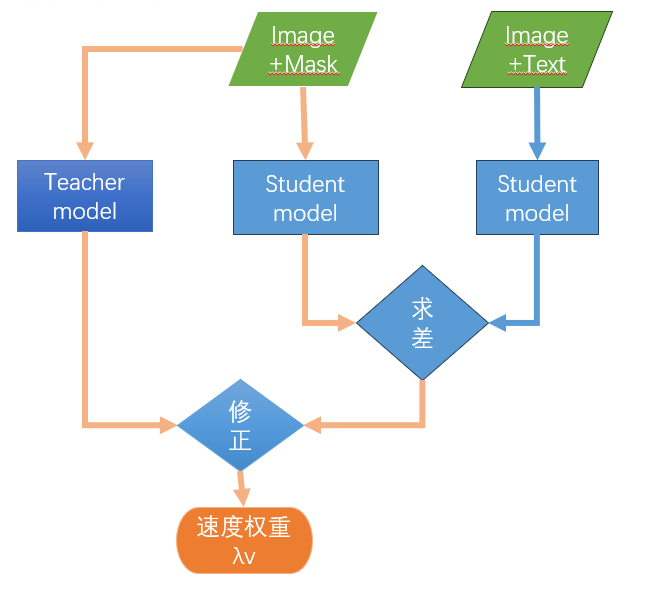 Image
+Mask
Image
+Text
Teacher
model
Student
model
Student
model
求
差
修
正
速度权重
λv